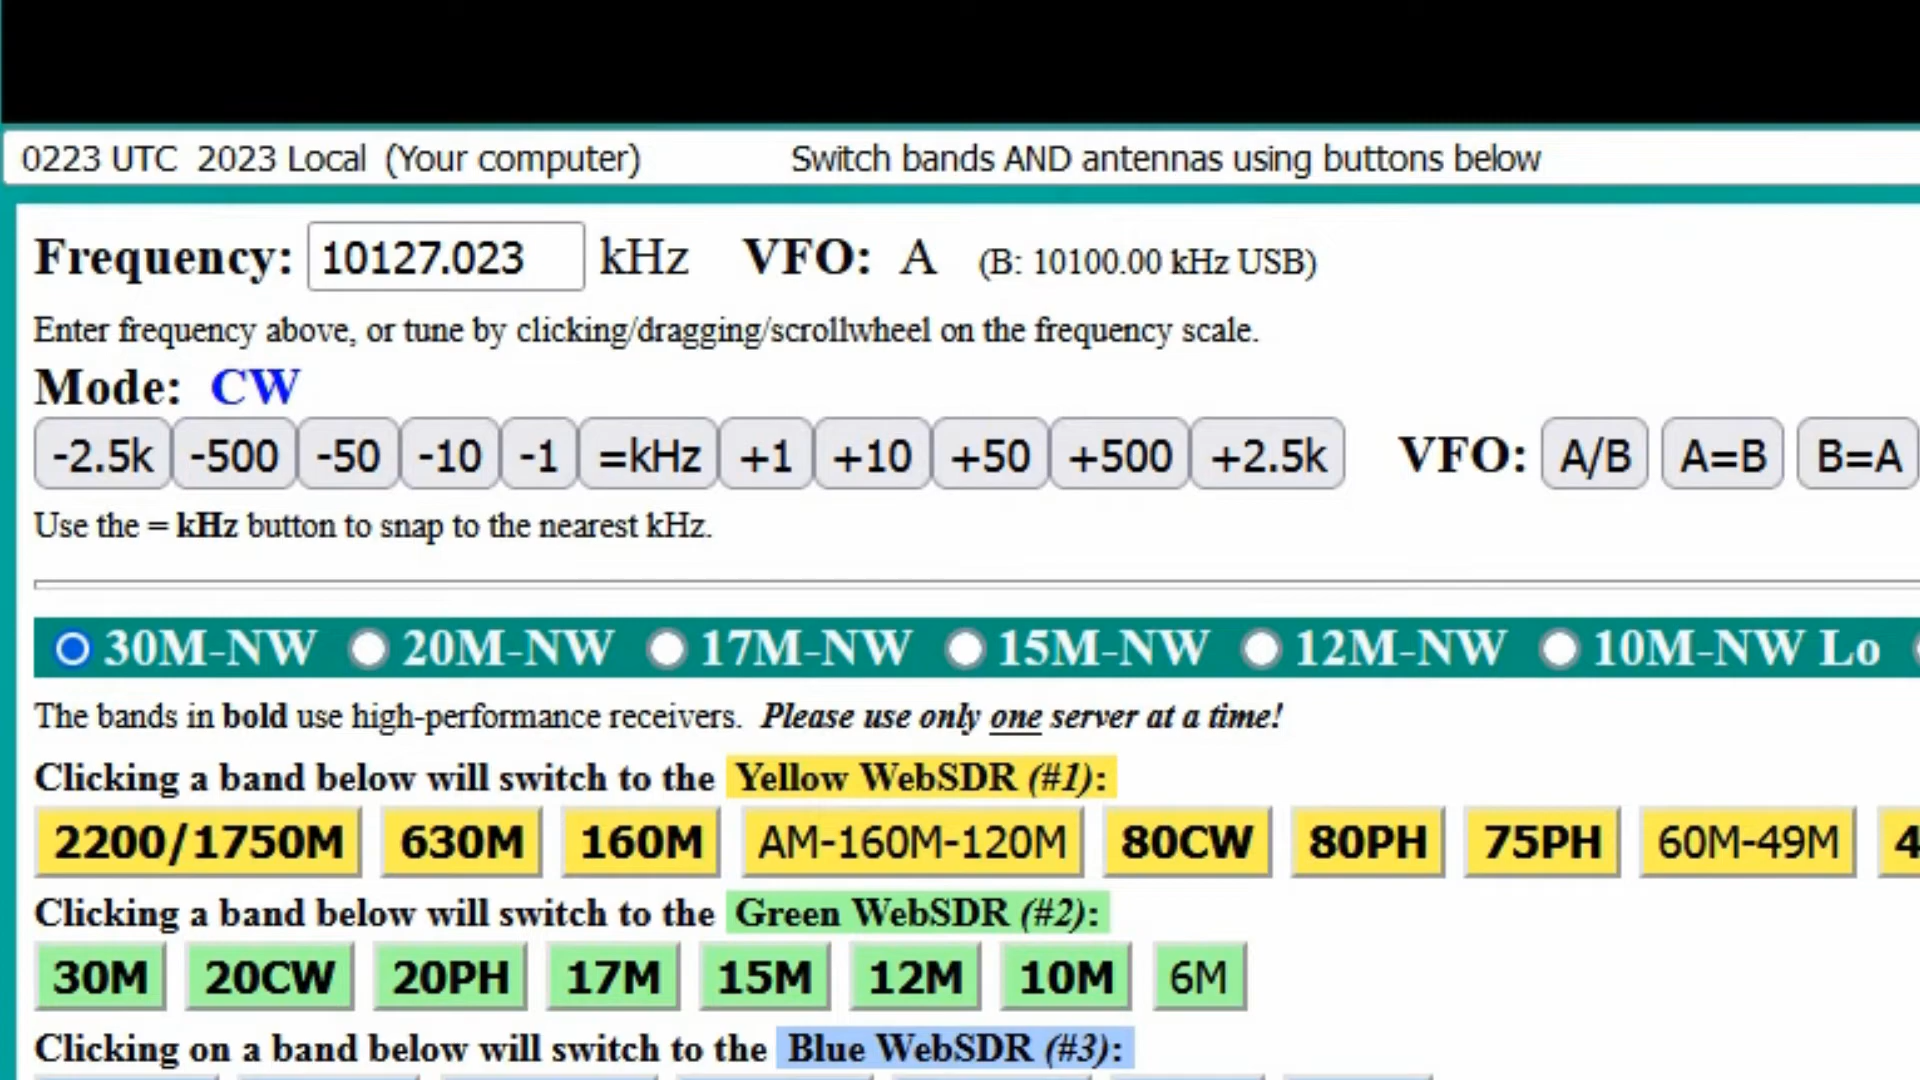 0223 UTC 2023 Local (Your computer) Switch bands AND antennas using buttons below
Frequency: 10127.023 kHz VFO: A (B: 10100.00 kHz USB)
Enter frequency above, or tune by clicking/dragging/scrollwheel on the frequency scale.
Mode: CW
-2.5k -500 -50 -10 -1 =kHz +1 +10 +50 +500 +2.5k VFO: A/B A=B B=A
Use the = kHz button to snap to the nearest kHz.
30M-NW 20M-NW 17M-NW 15M-NW 12M-NW 10M-NW Lo
The bands in bold use high-performance receivers. Please use only one server at a time!
Clicking a band below will switch to the Yellow WebSDR (#1):
2200/1750M 630M 160M AM-160M-120M 80CW 80PH 75PH 60M-49M 4
Clicking a band below will switch to the Green WebSDR (#2):
30M 20CW 20PH 17M 15M 12M 10M 6M
Clicking on a band below will switch to the Blue WebSDR (#3):